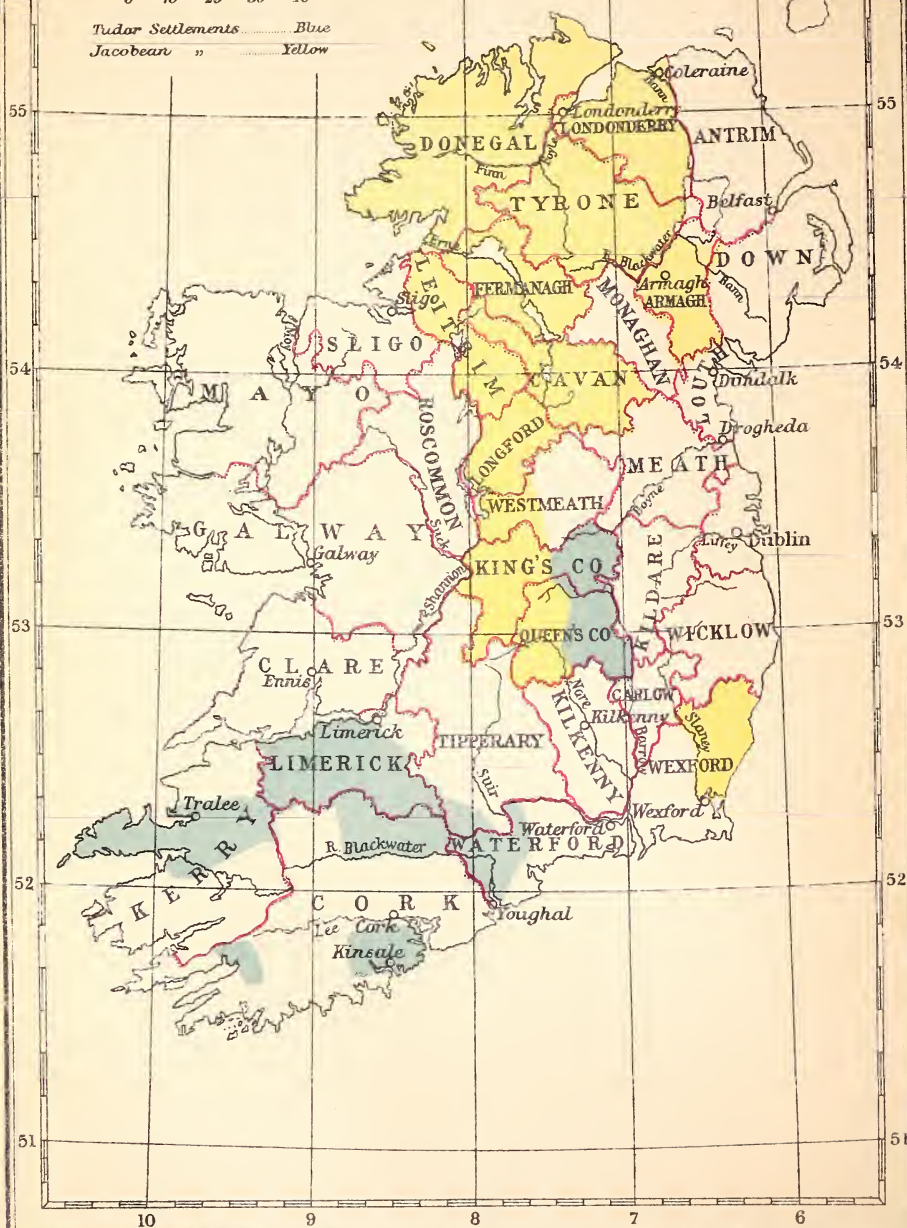 Tudor Settlements ............ Blue
Jacobean „ ............ Yellow
55
55
Coleraine
Bann
Londonderry
LONDONDERRY
ANTRIM
DONEGAL
Foyle
Finn
TYRONE
Belfast
Erne
R. Blackwater
DOWN
LEITRIM
FERMANAGH
Armagh
ARMAGH
Bann
MONAGHAN
Sligo
Moy
SLIGO
54
54
CAVAN
LOUTH
Dundalk
MAYO
ROSCOMMON
LONGFORD
Drogheda
MEATH
WESTMEATH
Boyne
GALWAY
Suck
Galway
KING'S CO
Liffey
Dublin
KILDARE
Shannon
53
53
QUEEN'S CO
WICKLOW
CLARE
Ennis
Nore
CARLOW
KILKENNY
Kilkenny
Slaney
Limerick
TIPPERARY
Barrow
LIMERICK
WEXFORD
Suir
Tralee
Wexford
Waterford
WATERFORD
R. Blackwater
KERRY
52
52
CORK
Youghal
Lee
Cork
Kinsale
51
51
10
9
8
7
6